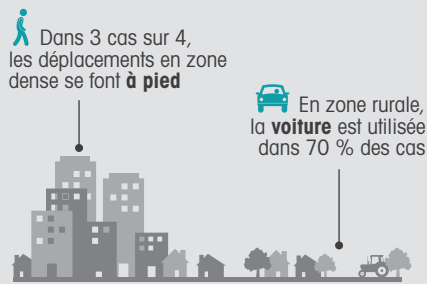 Dans 3 cas sur 4,
les déplacements en zone
dense se font à pied
En zone rurale,
la voiture est utilisée
dans 70 % des cas